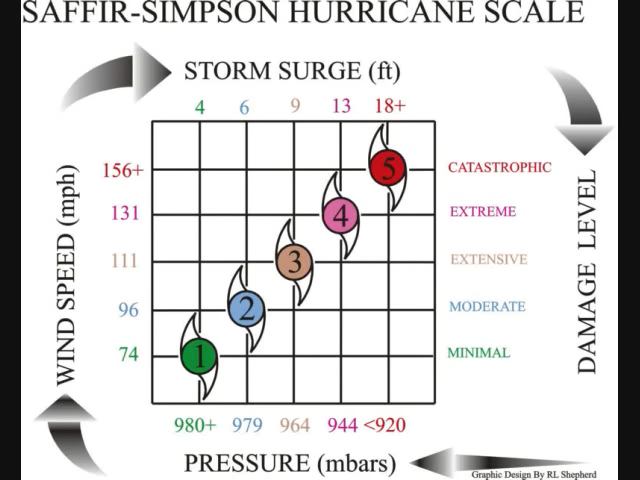 SAFFIR-SIMPSON HURRICANE SCALE
STORM SURGE (ft)
4 6 9 13 18+
156+ 5 CATASTROPHIC
131 4 EXTREME
111 3 EXTENSIVE
96 2 MODERATE
74 1 MINIMAL
WIND SPEED (mph)
DAMAGE LEVEL
980+ 979 964 944 <920
PRESSURE (mbars)
Graphic Design By RL Shepherd